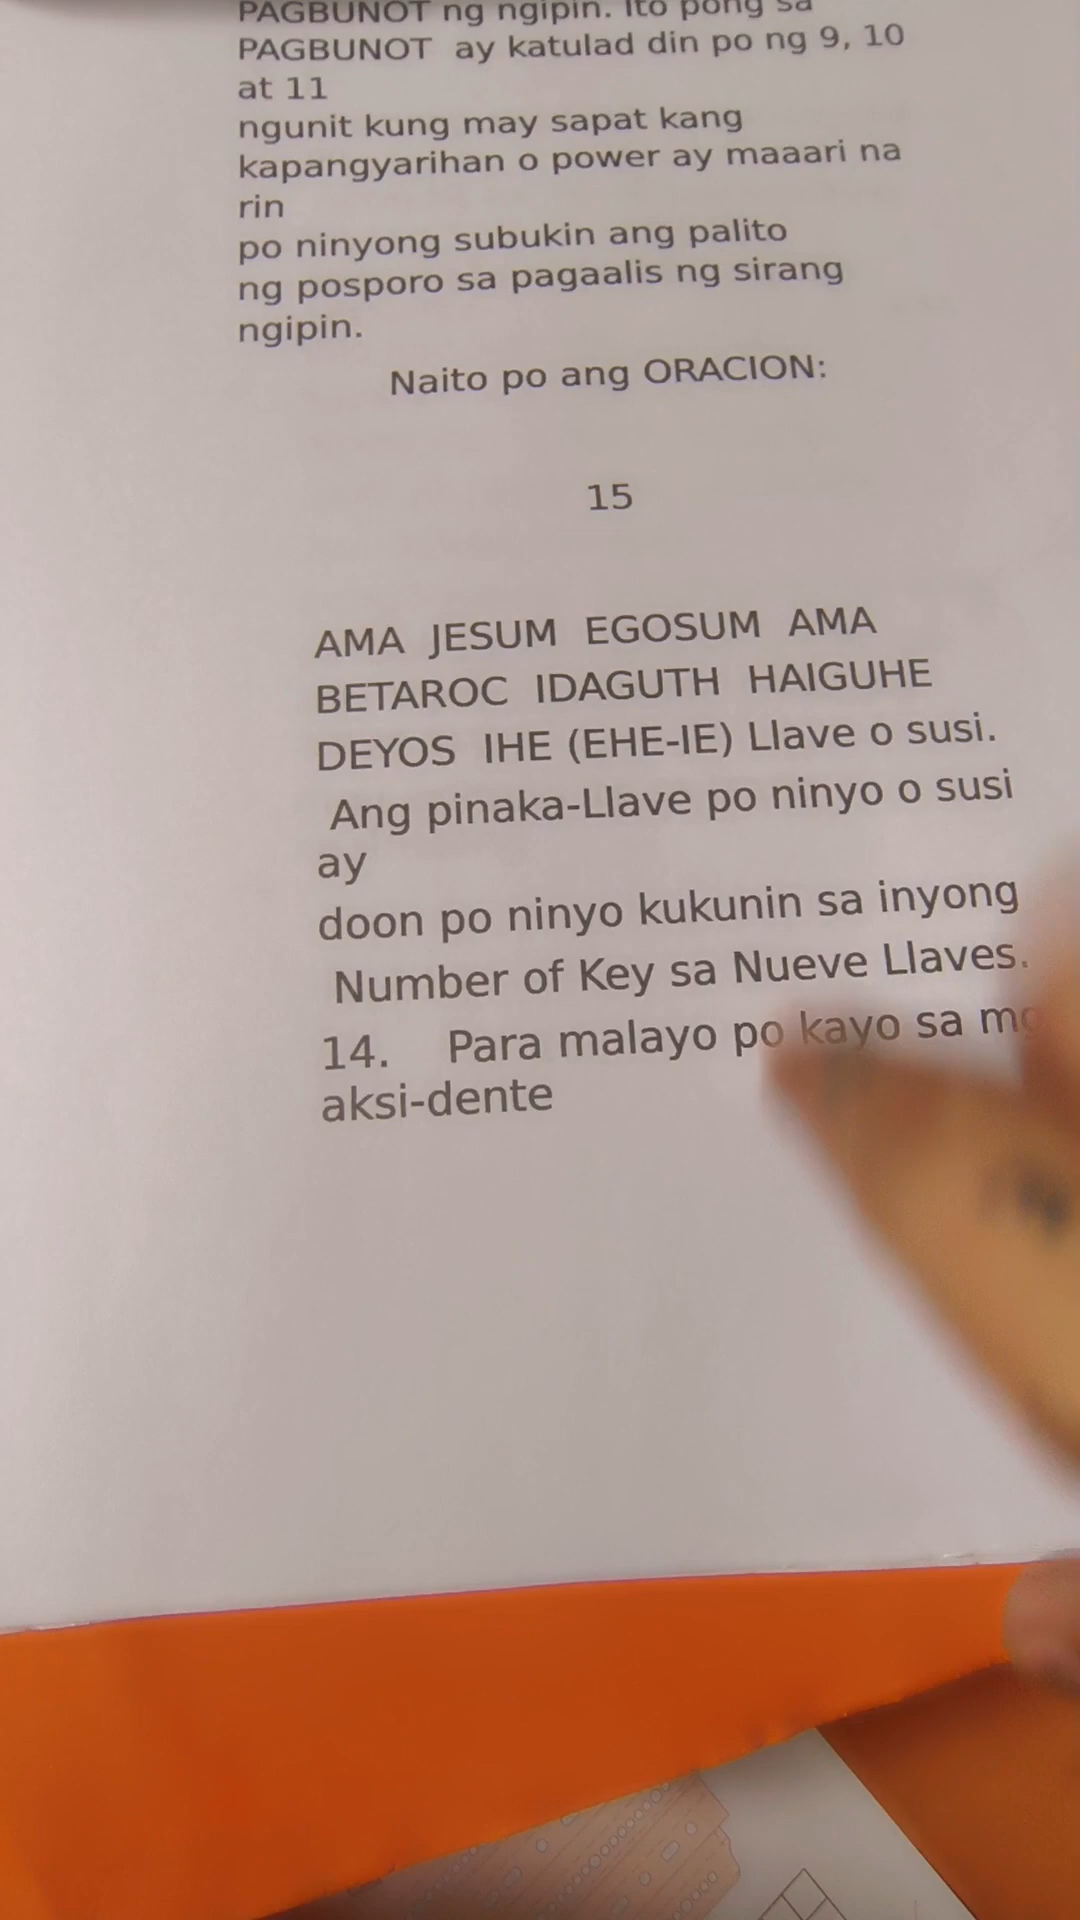 PAGBUNOT ng ngipin. Ito pong sa
PAGBUNOT ay katulad din po ng 9, 10
at 11
ngunit kung may sapat kang
kapangyarihan o power ay maaari na
rin
po ninyong subukin ang palito
ng posporo sa pagaalis ng sirang
ngipin.
Naito po ang ORACION:
15
AMA JESUM EGOSUM AMA
BETAROC IDAGUTH HAIGUHE
DEYOS IHE (EHE-IE) Llave o susi.
Ang pinaka-Llave po ninyo o susi
ay
doon po ninyo kukunin sa inyong
Number of Key sa Nueve Llaves.
14. Para malayo po kayo sa
aksi-dente